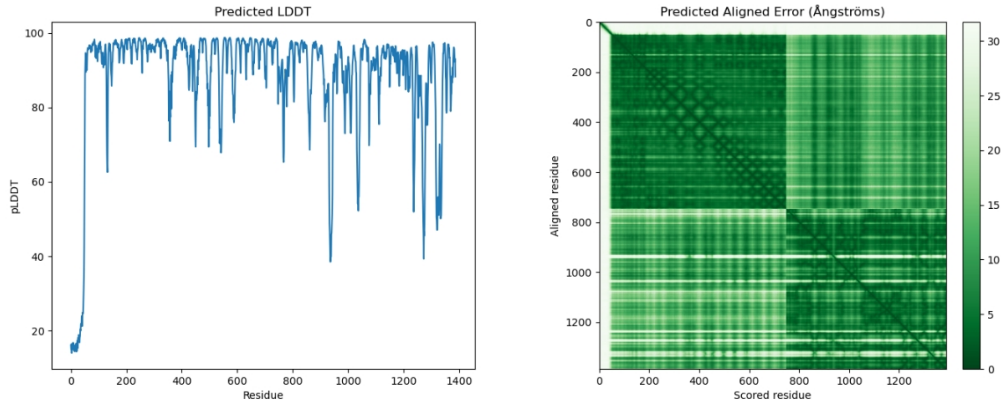 Predicted LDDT
100
80
60
40
20
pLDDT
0 200 400 600 800 1000 1200 1400
Residue
Predicted Aligned Error (Ångströms)
0
200
400
600
800
1000
1200
Aligned residue
0 200 400 600 800 1000 1200
Scored residue
30
25
20
15
10
5
0